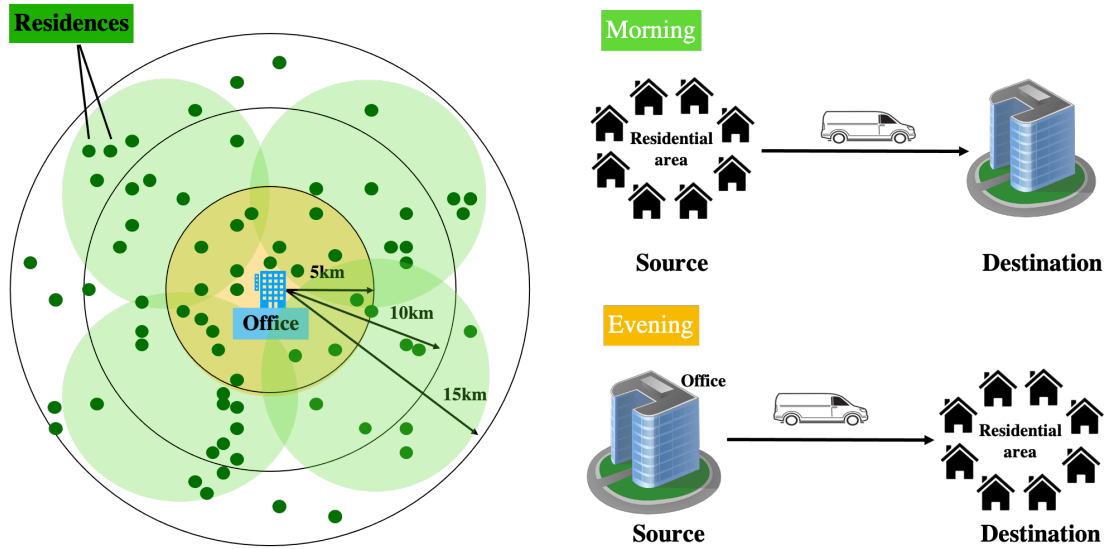 Residences
5km
10km
15km
Office
Morning
Residential
area
Source
Destination
Evening
Office
Residential
area
Source
Destination